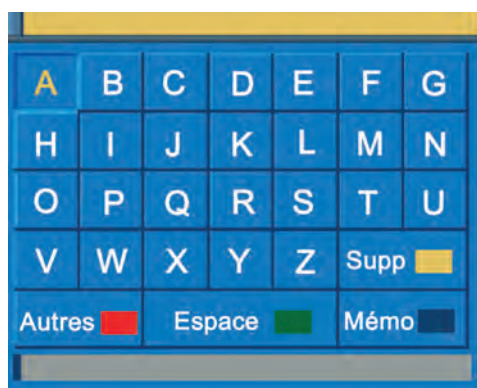 A B C D E F G
H I J K L M N
O P Q R S T U
V W X Y Z Supp
Autres Espace Mémo